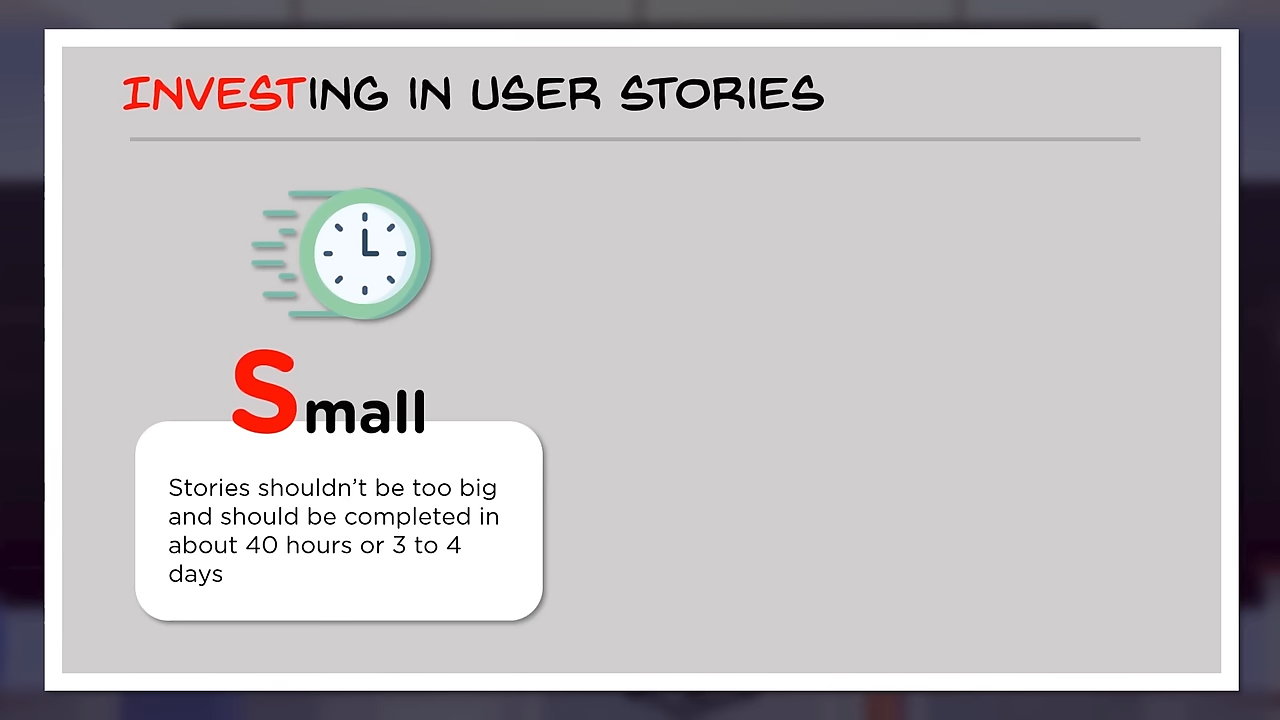 INVESTING IN USER STORIES
Small
Stories shouldn’t be too big
and should be completed in
about 40 hours or 3 to 4
days